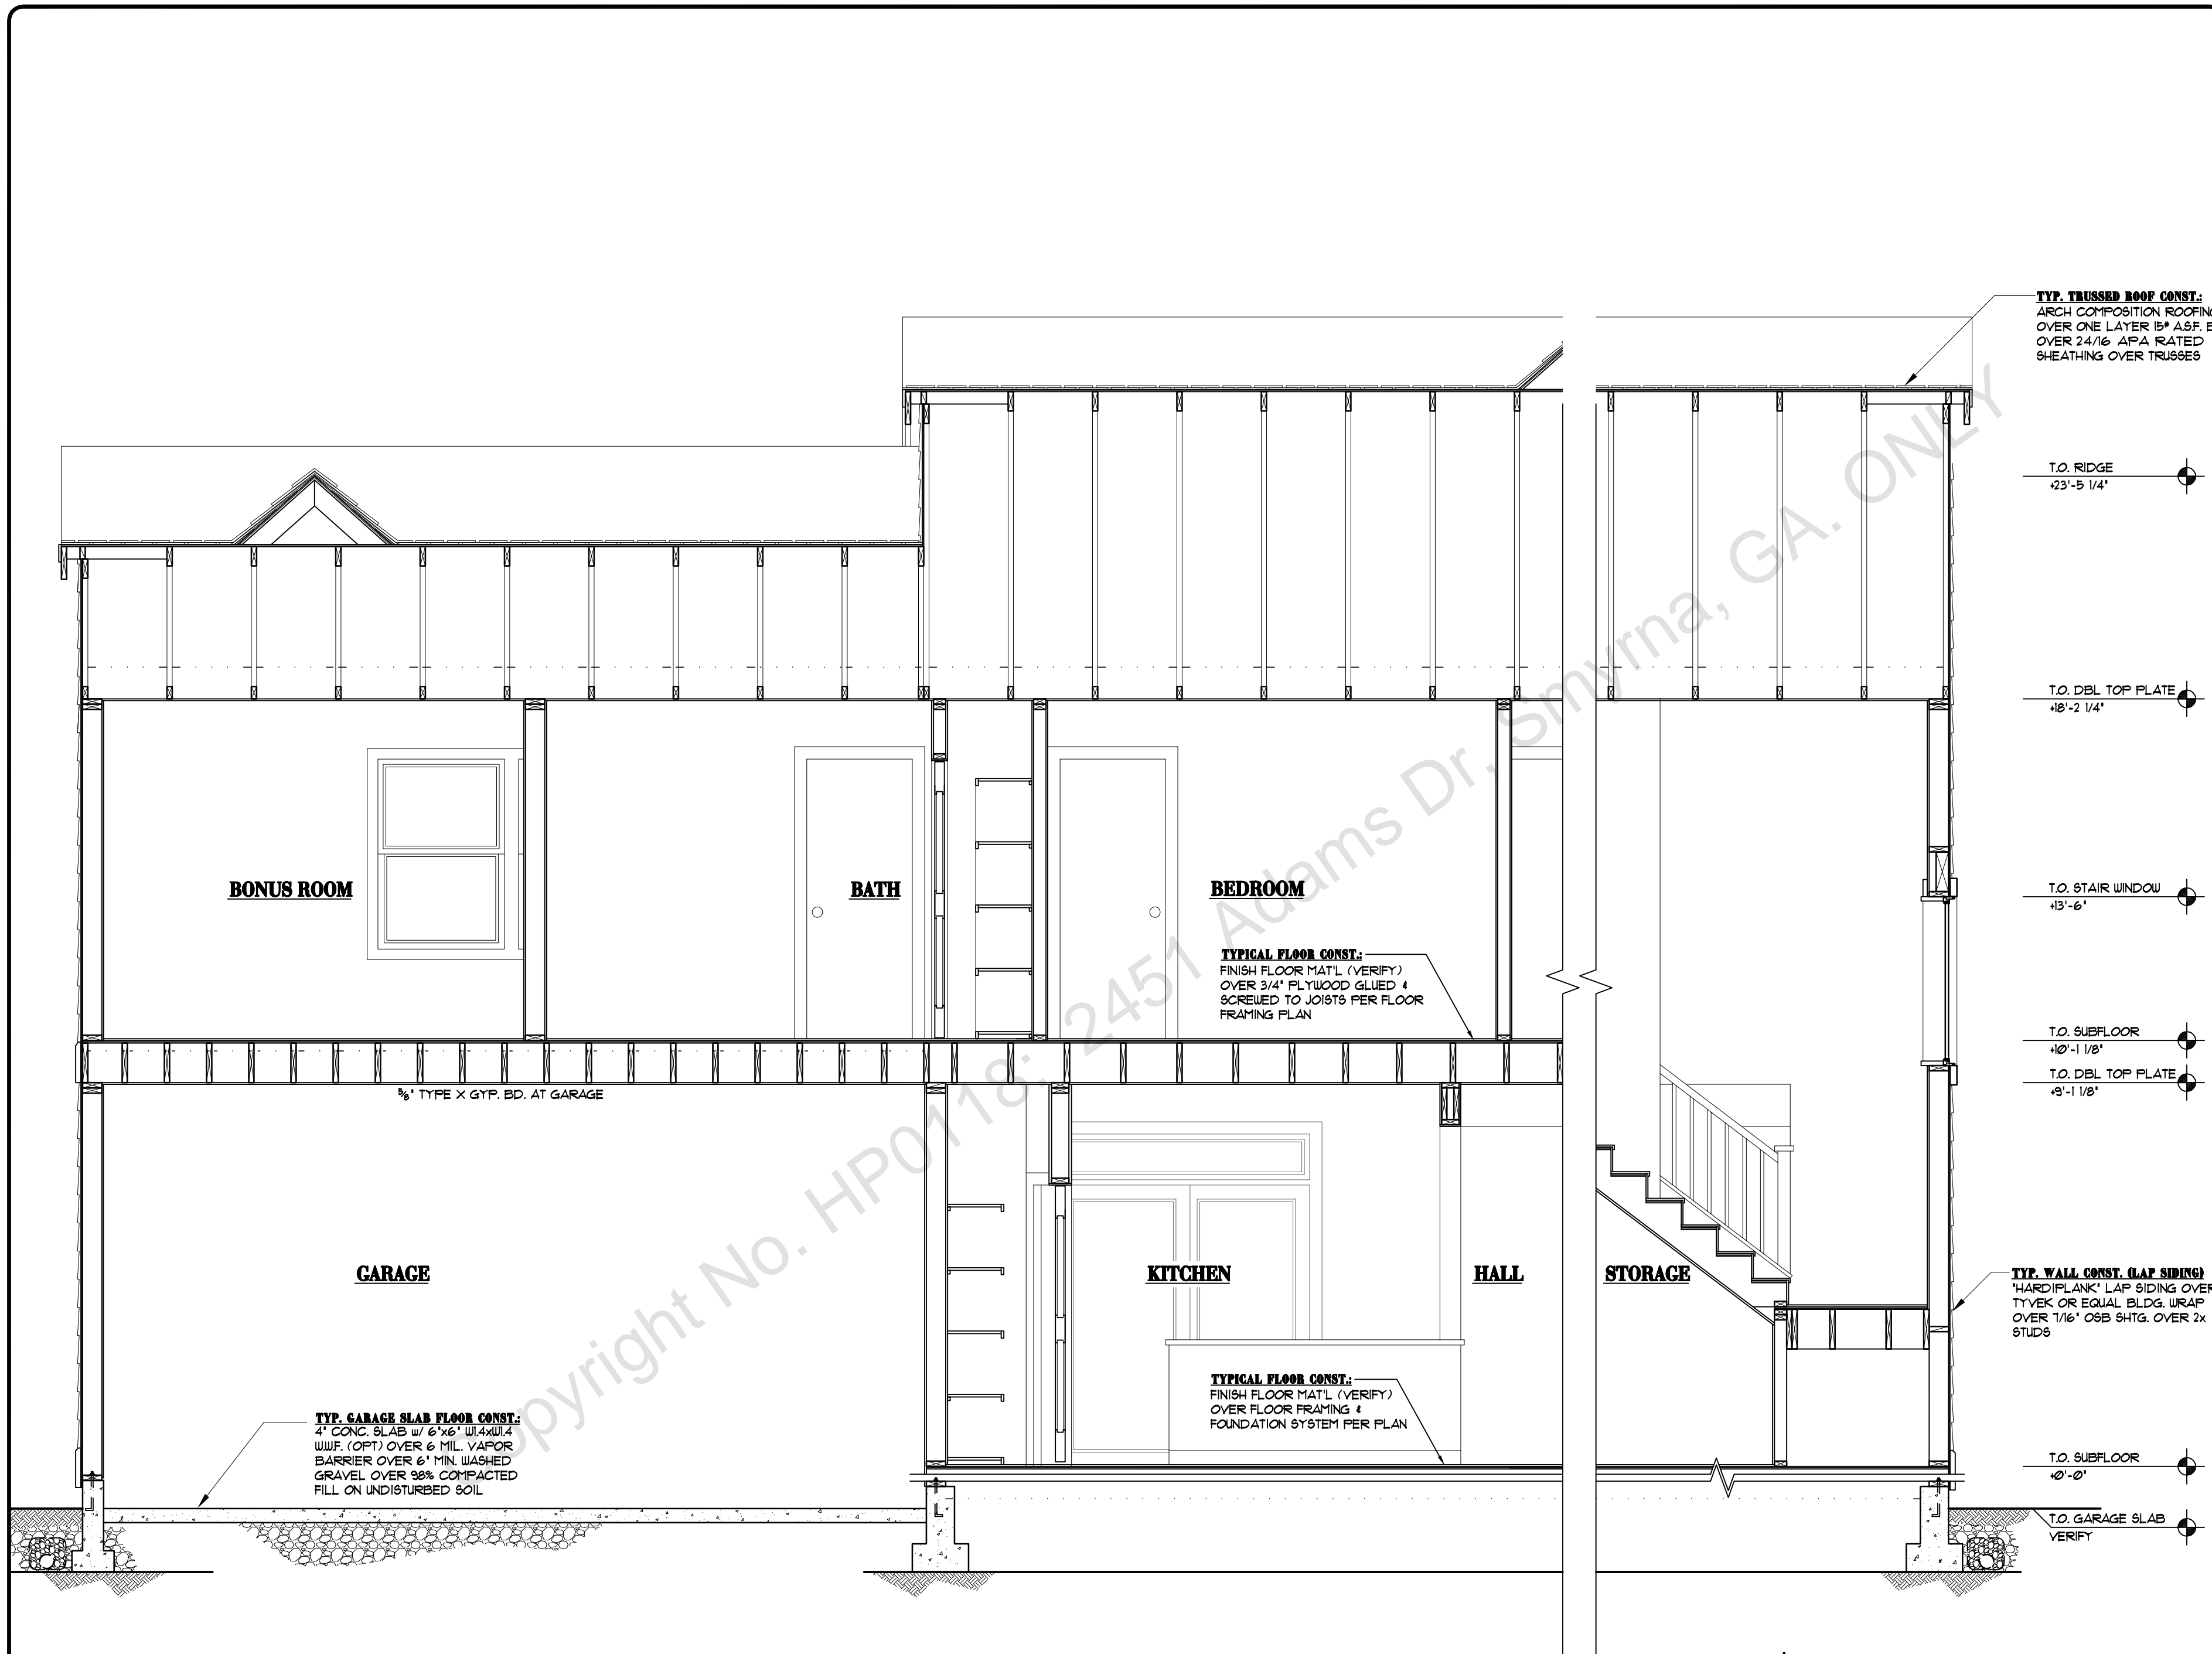 TYP. TRUSSED ROOF CONST.:
ARCH COMPOSITION ROOFING
OVER ONE LAYER 15# A.S.F.
OVER 24/16 APA RATED
SHEATHING OVER TRUSSES
T.O. RIDGE
+23'-5 1/4"
T.O. DBL TOP PLATE
+18'-2 1/4"
BONUS ROOM
BATH
BEDROOM
T.O. STAIR WINDOW
+13'-6"
TYPICAL FLOOR CONST.:
FINISH FLOOR MAT'L (VERIFY)
OVER 3/4" PLYWOOD GLUED &
SCREWED TO JOISTS PER FLOOR
FRAMING PLAN
T.O. SUBFLOOR
+10'-1 1/8"
T.O. DBL TOP PLATE
+9'-1 1/8"
5/8" TYPE X GYP. BD. AT GARAGE
GARAGE
KITCHEN
HALL
STORAGE
TYP. WALL CONST. (LAP SIDING)
"HARDIPLANK" LAP SIDING OVER
TYVEK OR EQUAL BLDG. WRAP
OVER 7/16" OSB SHTG. OVER 2x
STUDS
TYPICAL FLOOR CONST.:
FINISH FLOOR MAT'L (VERIFY)
OVER FLOOR FRAMING &
FOUNDATION SYSTEM PER PLAN
TYP. GARAGE SLAB FLOOR CONST.:
4" CONC. SLAB w/ 6"x6" W1.4xW1.4
W.W.F. (OPT) OVER 6 MIL. VAPOR
BARRIER OVER 6" MIN. WASHED
GRAVEL OVER 98% COMPACTED
FILL ON UNDISTURBED SOIL
T.O. SUBFLOOR
+0'-0"
T.O. GARAGE SLAB
VERIFY
Copyright No. HP0118: 2451 Adams Dr. Smyrna, GA. ONLY